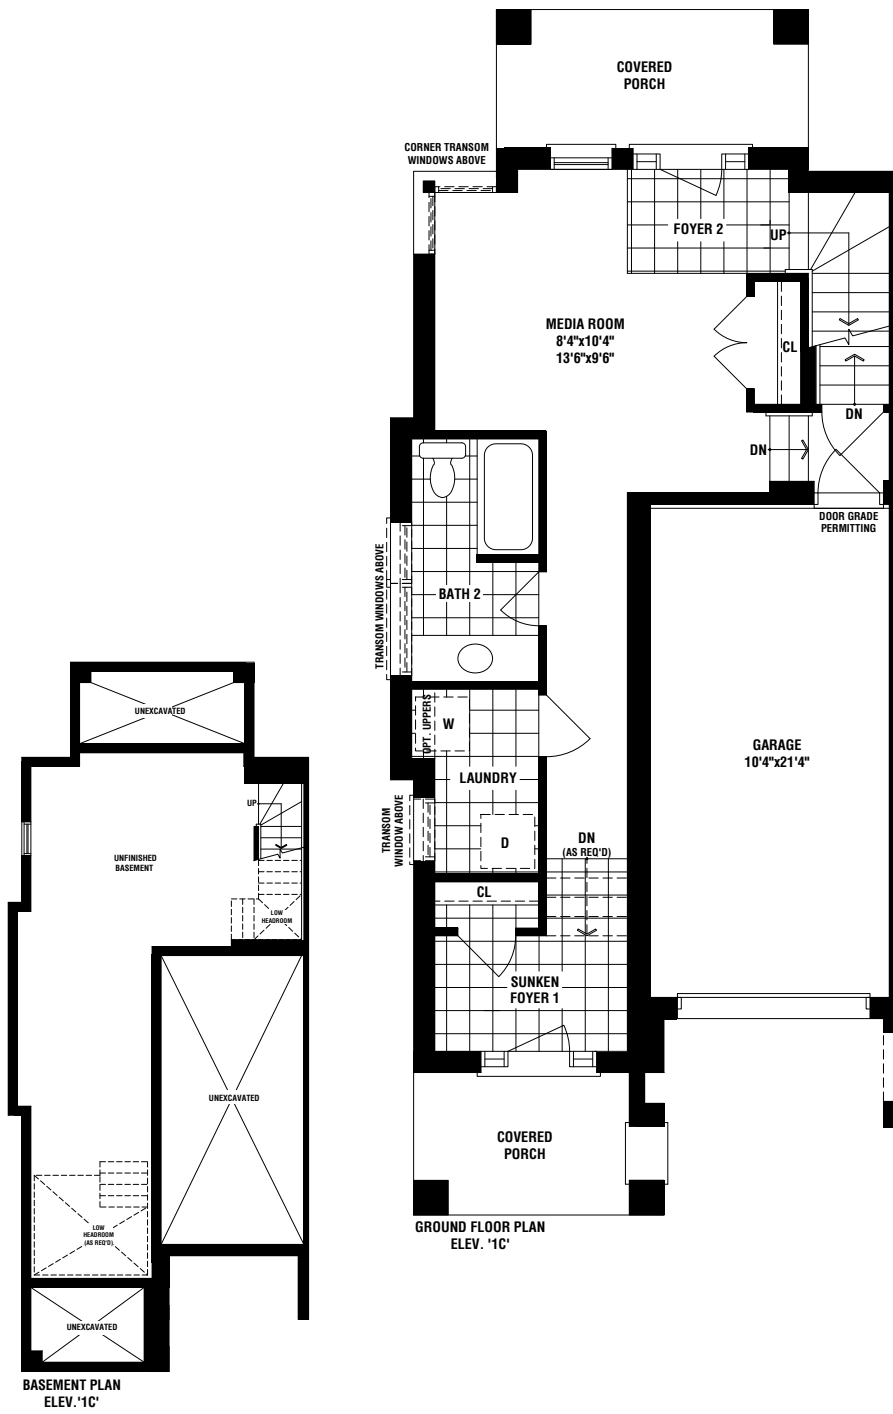 COVERED
PORCH
CORNER TRANSOM
WINDOWS ABOVE
FOYER 2
UP
MEDIA ROOM
8'4"x10'4"
13'6"x9'6"
CL
DN
DN
DOOR GRADE
PERMITTING
TRANSOM WINDOWS ABOVE
BATH 2
OPT. UPPERS
W
LAUNDRY
GARAGE
10'4"x21'4"
TRANSOM
WINDOW ABOVE
D
DN
(AS REQ'D)
CL
SUNKEN
FOYER 1
COVERED
PORCH
GROUND FLOOR PLAN
ELEV. '1C'
UNEXCAVATED
UP
UNFINISHED
BASEMENT
LOW
HEADROOM
UNEXCAVATED
LOW
HEADROOM
(AS REQ'D)
UNEXCAVATED
BASEMENT PLAN
ELEV.'1C'